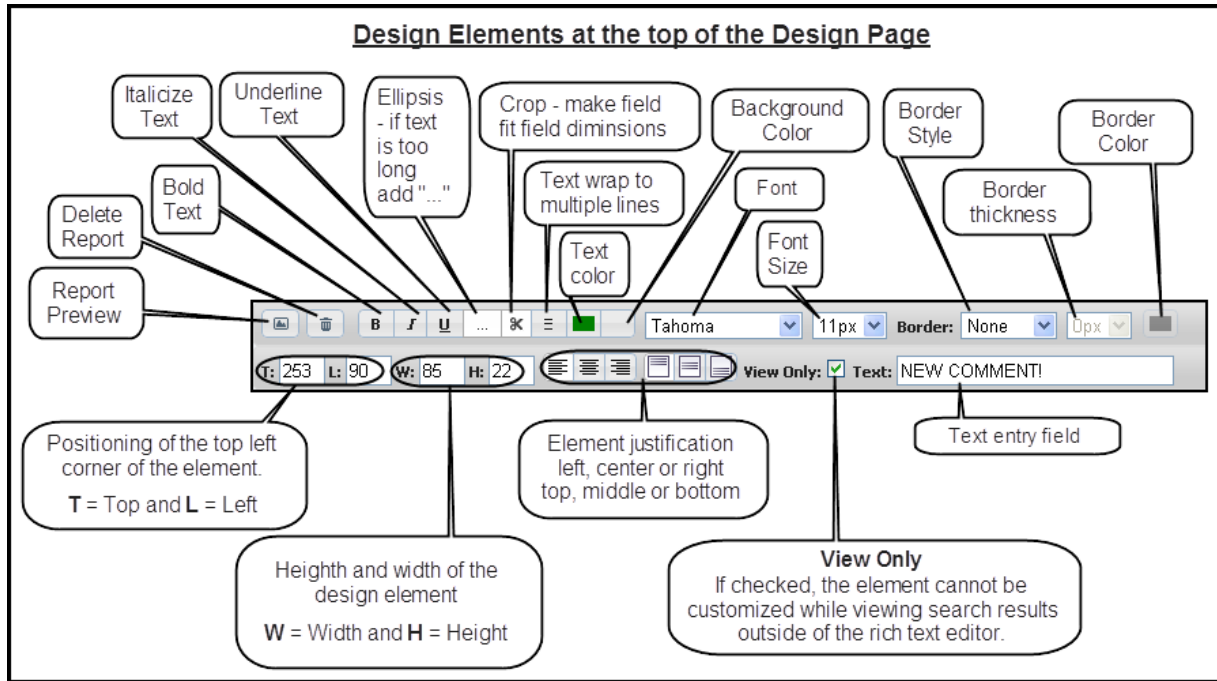 Design Elements at the top of the Design Page
Italicize
Text
Underline
Text
Ellipsis
- if text
is too
long
add "..."
Crop - make field
fit field diminsions
Background
Color
Border
Style
Border
Color
Bold
Text
Text wrap to
multiple lines
Font
Border
thickness
Delete
Report
Text
color
Font
Size
Report
Preview
B I U ... Tahoma 11px Border: None 0px
T: 253 L: 90 W: 85 H: 22 View Only: Text: NEW COMMENT!
Positioning of the top left
corner of the element.
T = Top and L = Left
Element justification
left, center or right
top, middle or bottom
Text entry field
Heighth and width of the
design element
W = Width and H = Height
View Only
If checked, the element cannot be
customized while viewing search results
outside of the rich text editor.